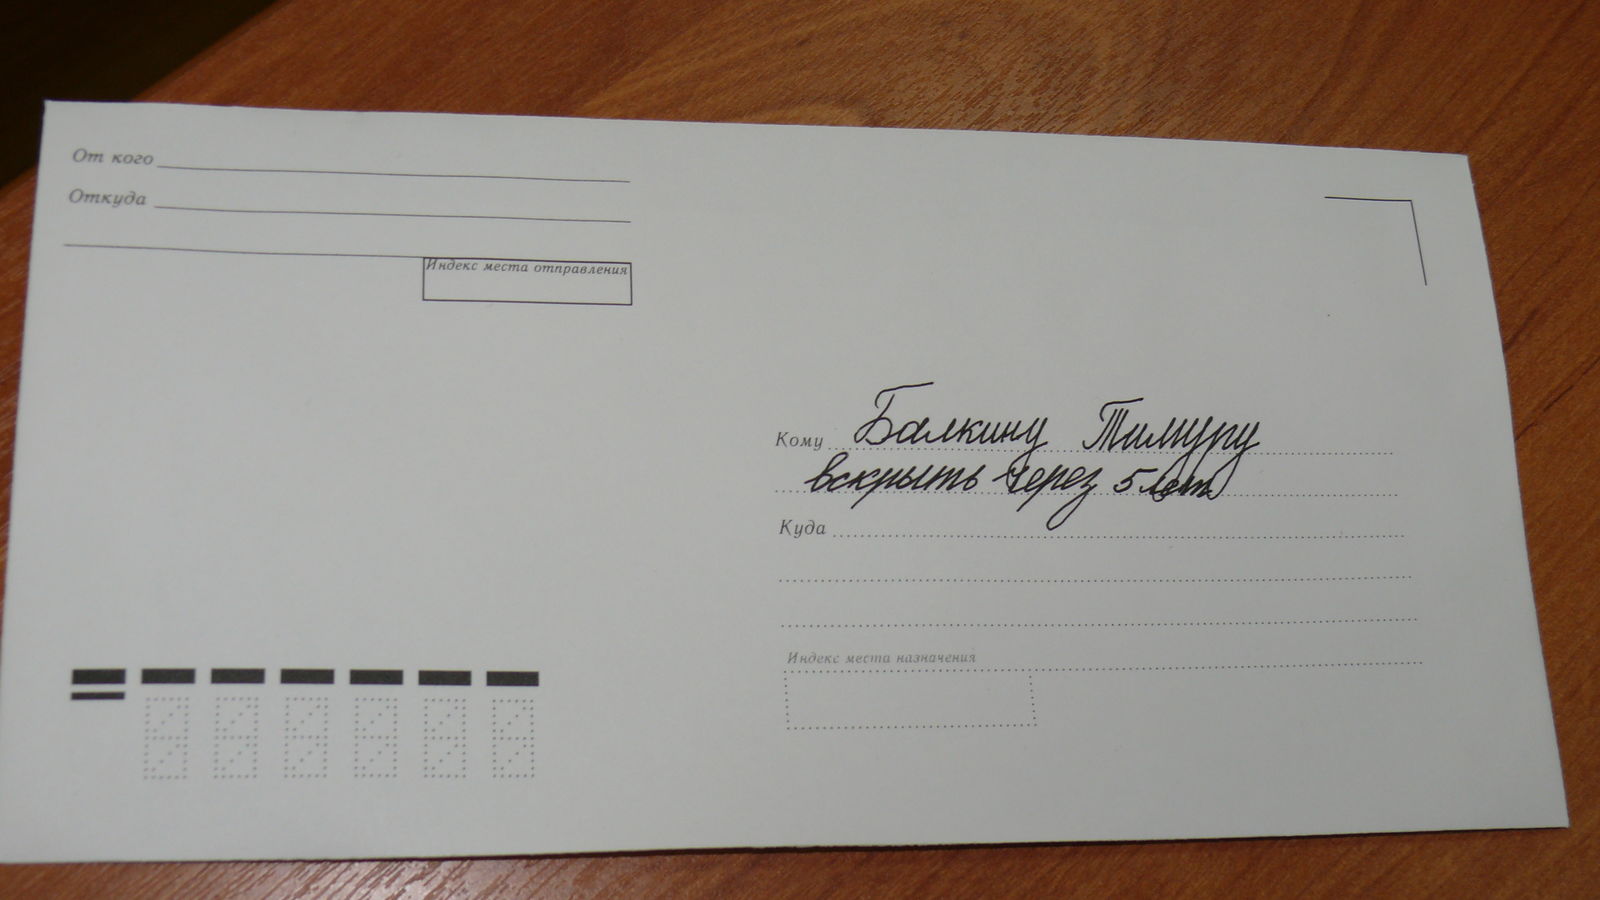 От кого
Откуда
Индекс места отправления
Кому Балкину Тимуру
вскрыть через 5 лет
Куда
Индекс места назначения